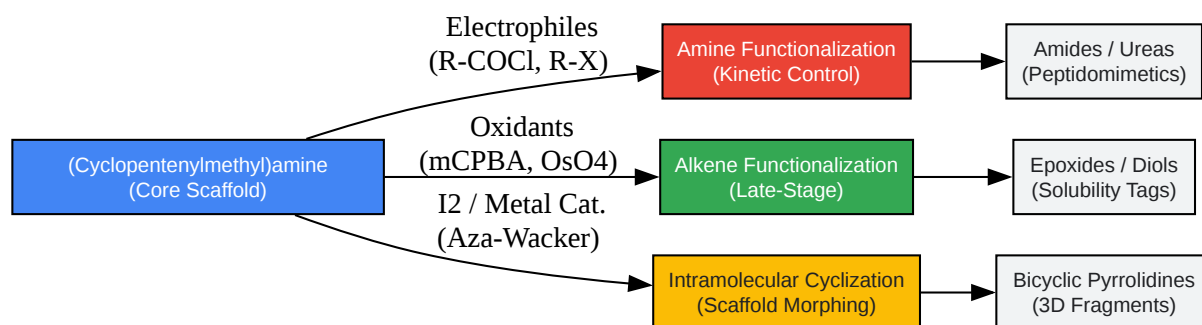 Electrophiles
(R-COCl, R-X)
Amine Functionalization
(Kinetic Control)
Amides / Ureas
(Peptidomimetics)
(Cyclopentenylmethyl)amine
(Core Scaffold)
Oxidants
(mCPBA, OsO4)
Alkene Functionalization
(Late-Stage)
Epoxides / Diols
(Solubility Tags)
I2 / Metal Cat.
(Aza-Wacker)
Intramolecular Cyclization
(Scaffold Morphing)
Bicyclic Pyrrolidines
(3D Fragments)